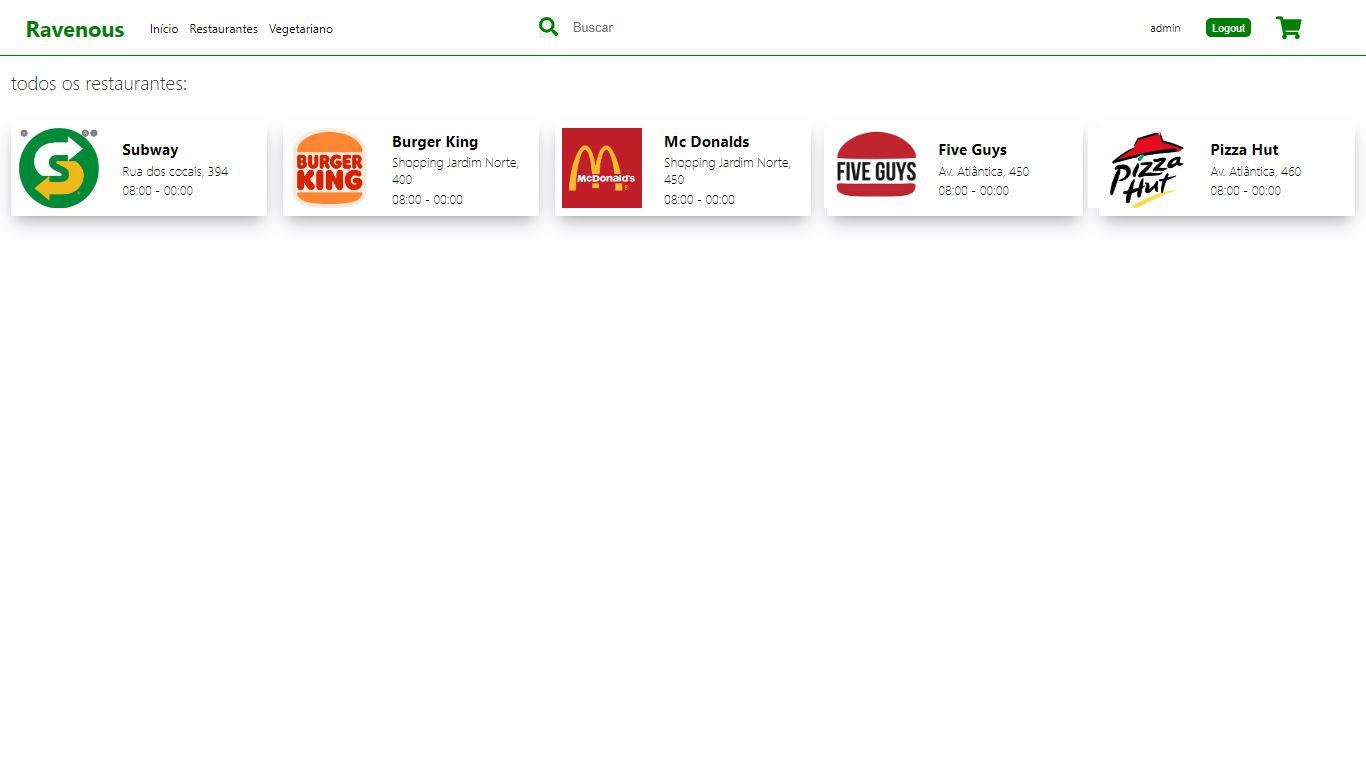 Ravenous Início Restaurantes Vegetariano Buscar admin Logout
todos os restaurantes:
Subway
Rua dos cocais, 394
08:00 - 00:00
BURGER
KING
Burger King
Shopping Jardim Norte,
400
08:00 - 00:00
McDonald's
Mc Donalds
Shopping Jardim Norte,
450
08:00 - 00:00
FIVE GUYS
Five Guys
Av. Atlântica, 450
08:00 - 00:00
Pizza
Hut
Pizza Hut
Av. Atlântica, 460
08:00 - 00:00